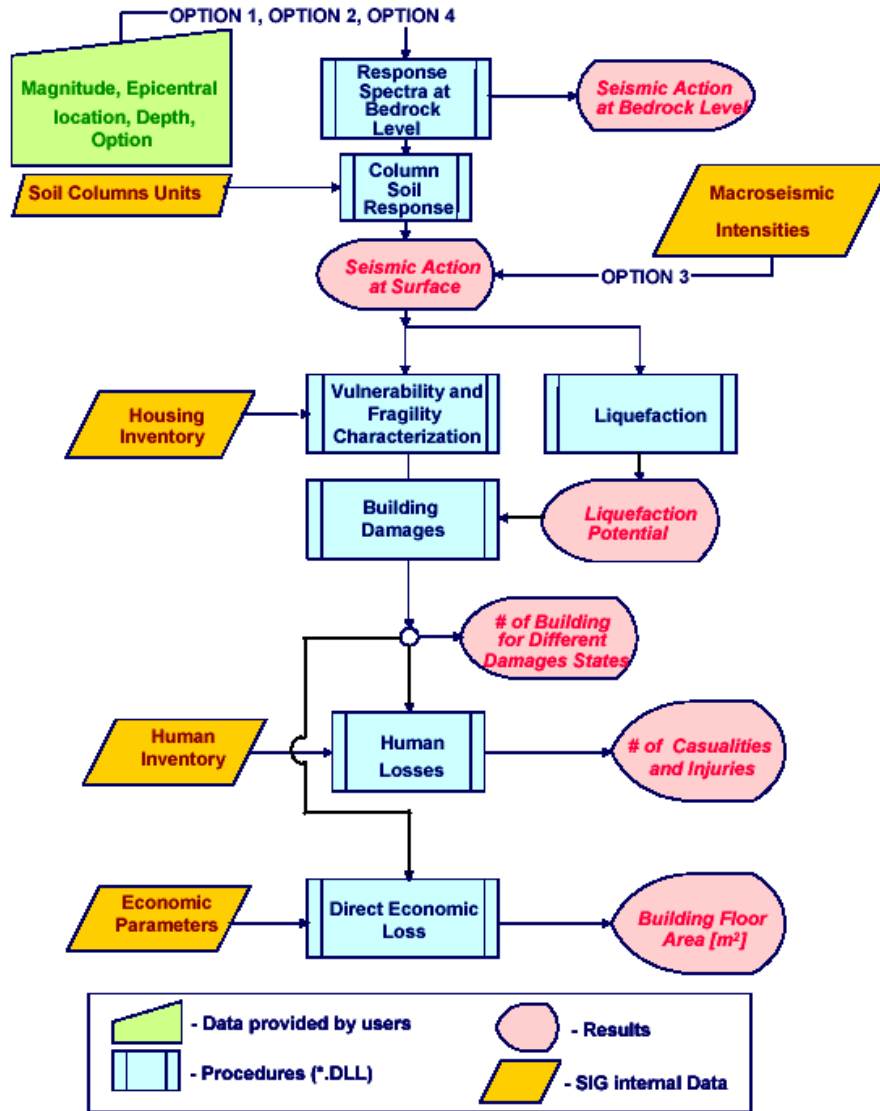 OPTION 1, OPTION 2, OPTION 4
Magnitude, Epicentral
location, Depth,
Option
Response
Spectra at
Bedrock
Level
Seismic Action
at Bedrock Level
Soil Columns Units
Column
Soil
Response
Macroseismic
Intensities
Seismic Action
at Surface
OPTION 3
Housing
Inventory
Vulnerability and
Fragility
Characterization
Liquefaction
Building
Damages
Liquefaction
Potential
# of Building
for Different
Damages States
Human
Inventory
Human
Losses
# of Casualities
and Injuries
Economic
Parameters
Direct Economic
Loss
Building Floor
Area [m²]
- Data provided by users
- Results
- Procedures (*.DLL)
- SIG internal Data